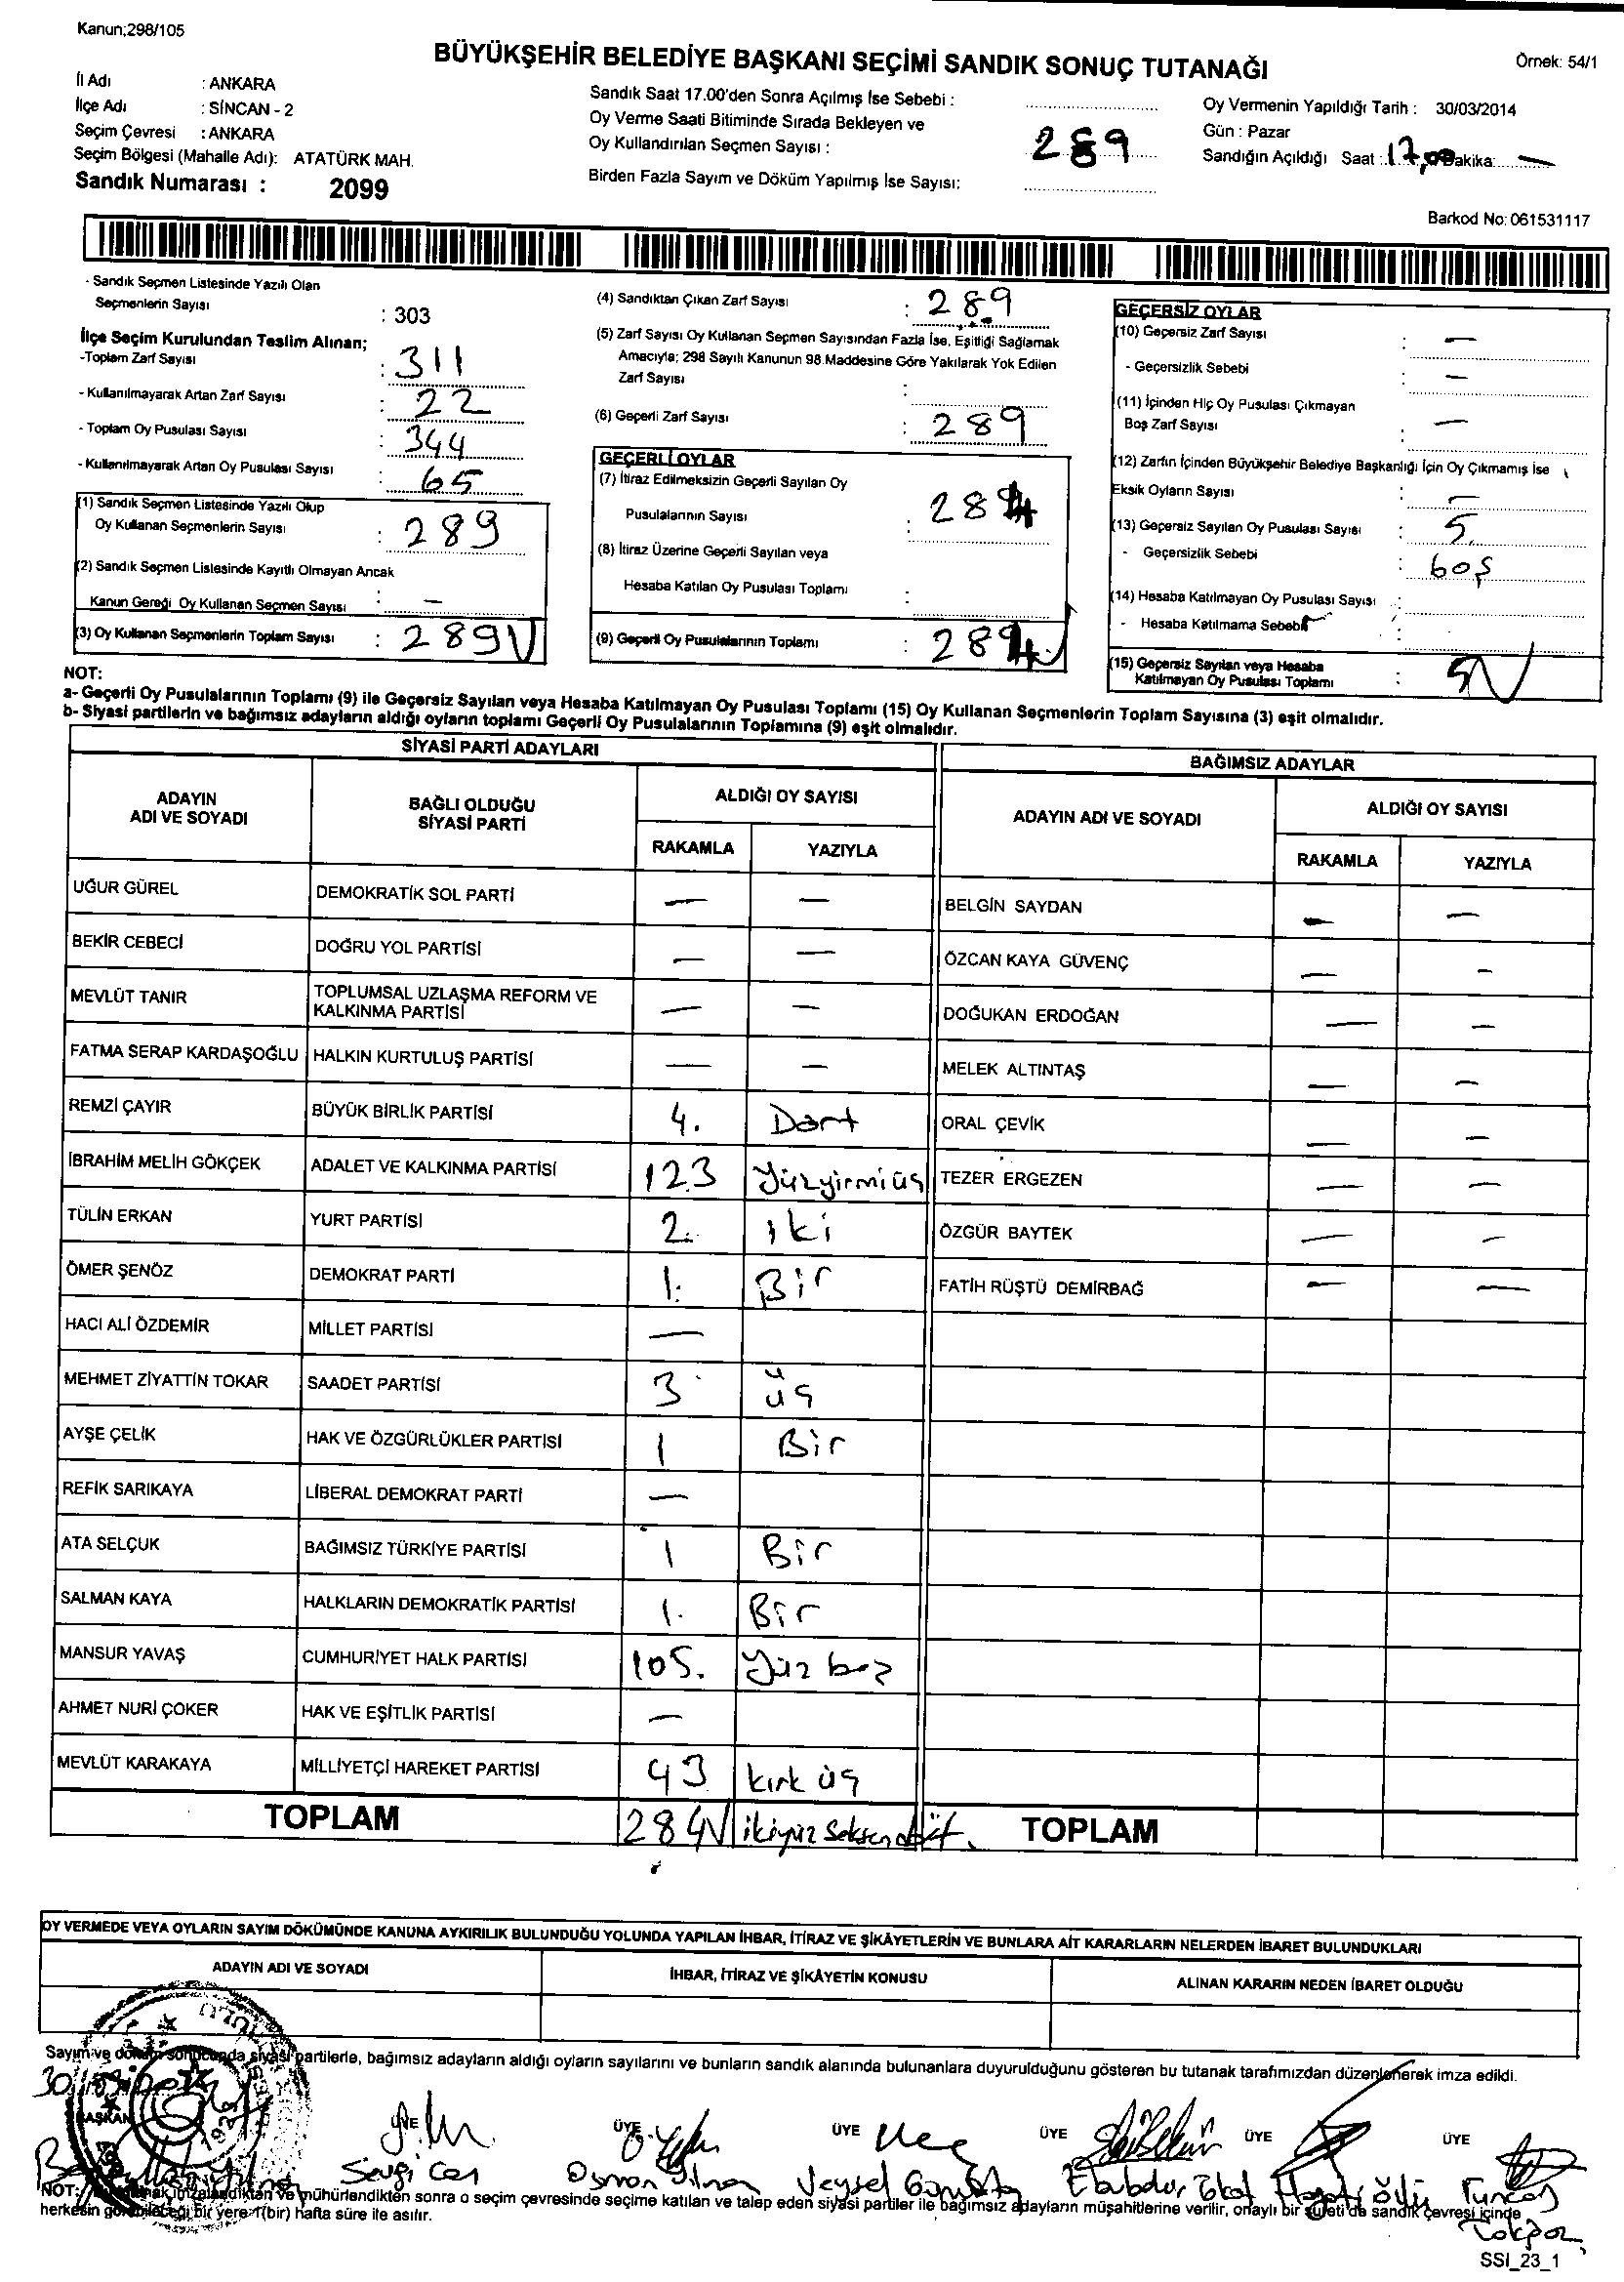 Kanun;298/105
BÜYÜKŞEHİR BELEDİYE BAŞKANI SEÇİMİ SANDIK SONUÇ TUTANAĞI
Örnek: 54/1
İl Adı : ANKARA
İlçe Adı : SİNCAN - 2
Seçim Çevresi : ANKARA
Seçim Bölgesi (Mahalle Adı): ATATÜRK MAH.
Sandık Numarası : 2099
Sandık Saat 17.00'den Sonra Açılmış İse Sebebi :
Oy Verme Saati Bitiminde Sırada Bekleyen ve
Oy Kullandırılan Seçmen Sayısı : 289
Birden Fazla Sayım ve Döküm Yapılmış İse Sayısı:
Oy Vermenin Yapıldığı Tarih : 30/03/2014
Gün : Pazar
Sandığın Açıldığı Saat : 17,00 Dakika: —
Barkod No: 061531117
- Sandık Seçmen Listesinde Yazılı Olan
Seçmenlerin Sayısı : 303
İlçe Seçim Kurulundan Teslim Alınan;
-Toplam Zarf Sayısı : 311
- Kullanılmayarak Artan Zarf Sayısı : 22
- Toplam Oy Pusulası Sayısı : 344
- Kullanılmayarak Artan Oy Pusulası Sayısı : 65
(1) Sandık Seçmen Listesinde Yazılı Olup
Oy Kullanan Seçmenlerin Sayısı : 289
(2) Sandık Seçmen Listesinde Kayıtlı Olmayan Ancak
Kanun Gereği Oy Kullanan Seçmen Sayısı : —
(3) Oy Kullanan Seçmenlerin Toplam Sayısı : 289
(4) Sandıktan Çıkan Zarf Sayısı : 289
(5) Zarf Sayısı Oy Kullanan Seçmen Sayısından Fazla İse, Eşitliği Sağlamak
Amacıyla; 298 Sayılı Kanunun 98.Maddesine Göre Yakılarak Yok Edilen
Zarf Sayısı :
(6) Geçerli Zarf Sayısı : 289
GEÇERLİ OYLAR
(7) İtiraz Edilmeksizin Geçerli Sayılan Oy
Pusulalarının Sayısı : 284
(8) İtiraz Üzerine Geçerli Sayılan veya
Hesaba Katılan Oy Pusulası Toplamı :
(9) Geçerli Oy Pusulalarının Toplamı : 284
GEÇERSİZ OYLAR
(10) Geçersiz Zarf Sayısı : —
- Geçersizlik Sebebi : —
(11) İçinden Hiç Oy Pusulası Çıkmayan
Boş Zarf Sayısı : —
(12) Zarfın İçinden Büyükşehir Belediye Başkanlığı İçin Oy Çıkmamış İse
Eksik Oyların Sayısı : —
(13) Geçersiz Sayılan Oy Pusulası Sayısı : 5.
- Geçersizlik Sebebi : boş
(14) Hesaba Katılmayan Oy Pusulası Sayısı :
- Hesaba Katılmama Sebebi :
(15) Geçersiz Sayılan veya Hesaba
Katılmayan Oy Pusulası Toplamı : 5
NOT:
a- Geçerli Oy Pusulalarının Toplamı (9) ile Geçersiz Sayılan veya Hesaba Katılmayan Oy Pusulası Toplamı (15) Oy Kullanan Seçmenlerin Toplam Sayısına (3) eşit olmalıdır.
b- Siyasi partilerin ve bağımsız adayların aldığı oyların toplamı Geçerli Oy Pusulalarının Toplamına (9) eşit olmalıdır.
SİYASİ PARTİ ADAYLARI
ADAYIN ADI VE SOYADI
BAĞLI OLDUĞU SİYASİ PARTİ
ALDIĞI OY SAYISI
RAKAMLA YAZIYLA
UĞUR GÜREL DEMOKRATİK SOL PARTİ — —
BEKİR CEBECİ DOĞRU YOL PARTİSİ — —
MEVLÜT TANIR TOPLUMSAL UZLAŞMA REFORM VE KALKINMA PARTİSİ — —
FATMA SERAP KARDAŞOĞLU HALKIN KURTULUŞ PARTİSİ — —
REMZİ ÇAYIR BÜYÜK BİRLİK PARTİSİ 4. Dört
İBRAHİM MELİH GÖKÇEK ADALET VE KALKINMA PARTİSİ 123 Yüzyirmiüç
TÜLİN ERKAN YURT PARTİSİ 2. iki
ÖMER ŞENÖZ DEMOKRAT PARTİ 1. Bir
HACI ALİ ÖZDEMİR MİLLET PARTİSİ —
MEHMET ZİYATTİN TOKAR SAADET PARTİSİ 3 üç
AYŞE ÇELİK HAK VE ÖZGÜRLÜKLER PARTİSİ 1 Bir
REFİK SARIKAYA LİBERAL DEMOKRAT PARTİ —
ATA SELÇUK BAĞIMSIZ TÜRKİYE PARTİSİ 1 Bir
SALMAN KAYA HALKLARIN DEMOKRATİK PARTİSİ 1. Bir
MANSUR YAVAŞ CUMHURİYET HALK PARTİSİ 105. Yüz beş
AHMET NURİ ÇOKER HAK VE EŞİTLİK PARTİSİ —
MEVLÜT KARAKAYA MİLLİYETÇİ HAREKET PARTİSİ 43 kırk üç
TOPLAM 284 ikiyüz seksen dört.
BAĞIMSIZ ADAYLAR
ADAYIN ADI VE SOYADI
ALDIĞI OY SAYISI
RAKAMLA YAZIYLA
BELGİN SAYDAN — —
ÖZCAN KAYA GÜVENÇ — —
DOĞUKAN ERDOĞAN — —
MELEK ALTINTAŞ — —
ORAL ÇEVİK — —
TEZER ERGEZEN — —
ÖZGÜR BAYTEK — —
FATİH RÜŞTÜ DEMİRBAĞ — —
TOPLAM
OY VERMEDE VEYA OYLARIN SAYIM DÖKÜMÜNDE KANUNA AYKIRILIK BULUNDUĞU YOLUNDA YAPILAN İHBAR, İTİRAZ VE ŞİKÂYETLERİN VE BUNLARA AİT KARARLARIN NELERDEN İBARET BULUNDUKLARI
ADAYIN ADI VE SOYADI
İHBAR, İTİRAZ VE ŞİKÂYETİN KONUSU
ALINAN KARARIN NEDEN İBARET OLDUĞU
Sayım ve döküm sonucunda siyasi partilerle, bağımsız adayların aldığı oyların sayılarını ve bunların sandık alanında bulunanlara duyurulduğunu gösteren bu tutanak tarafımızdan düzenlenerek imza edildi.
BAŞKAN ÜYE ÜYE ÜYE ÜYE ÜYE ÜYE
Sevgi Can Osman Yılmaz Veysel Tuncay
NOT: imzalandıktan ve mühürlendikten sonra o seçim çevresinde seçime katılan ve talep eden siyasi partiler ile bağımsız adayların müşahitlerine verilir, onaylı bir sureti de sandık çevresi içinde
herkesin görebileceği bir yere 1(bir) hafta süre ile asılır.
SSI_23_1